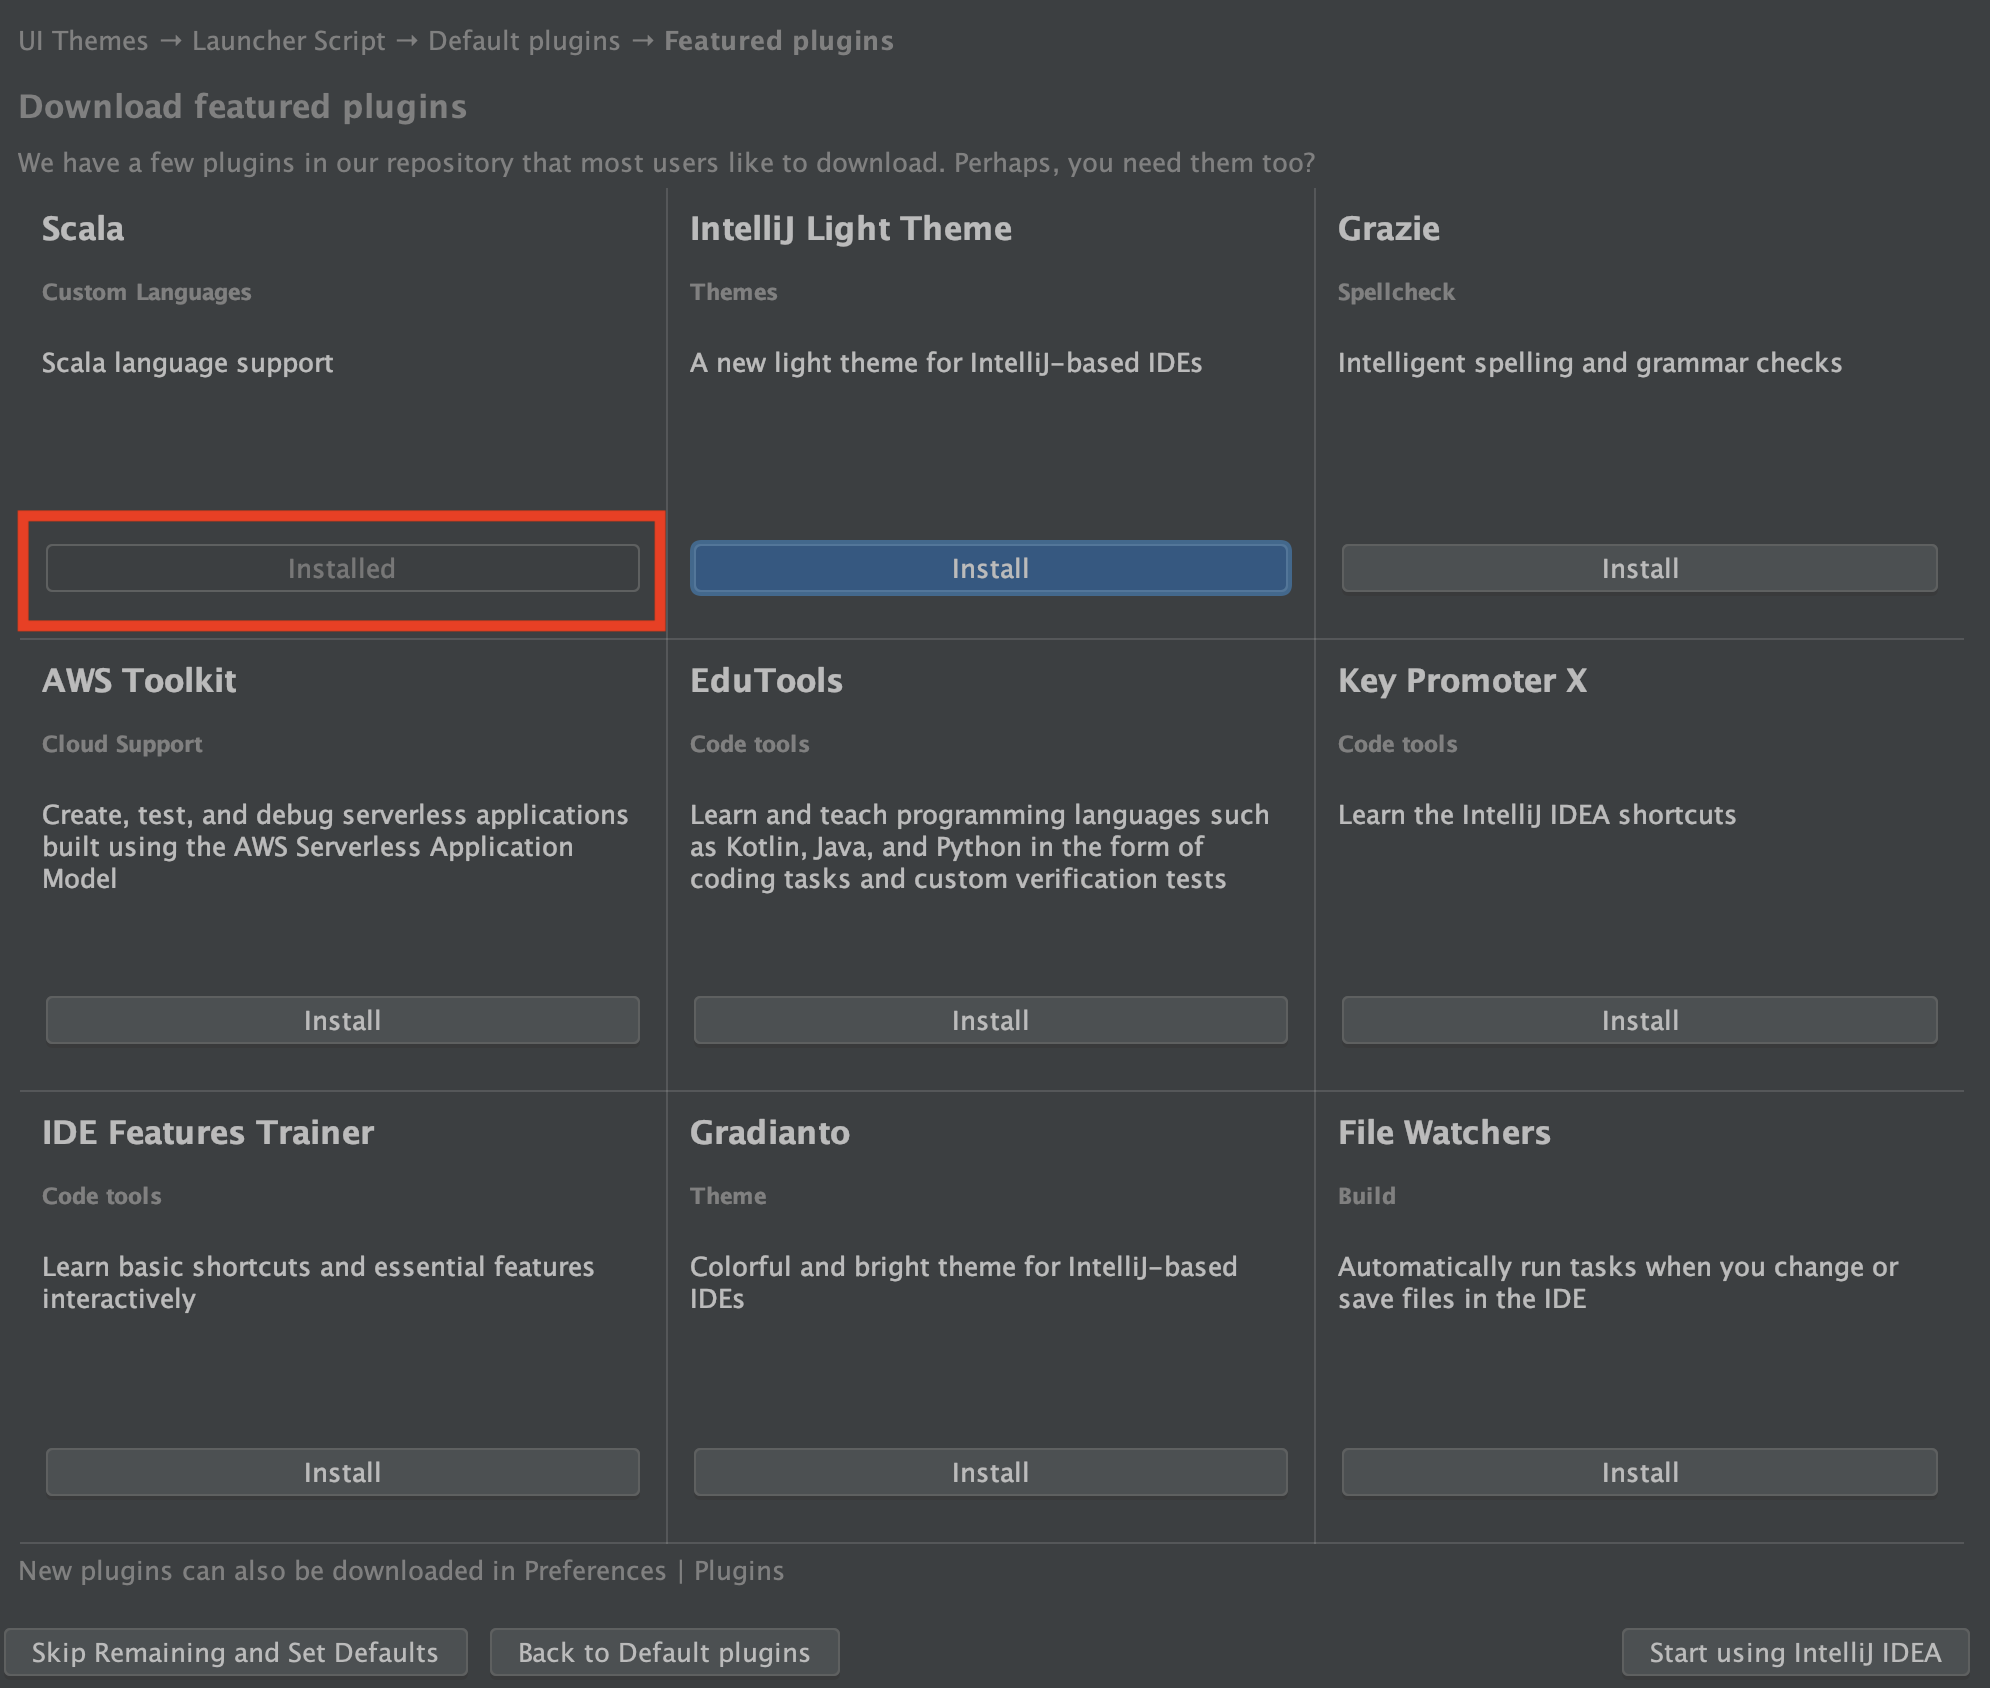 UI Themes → Launcher Script → Default plugins → Featured plugins
Download featured plugins
We have a few plugins in our repository that most users like to download. Perhaps, you need them too?
Scala
Custom Languages
Scala language support
Installed
IntelliJ Light Theme
Themes
A new light theme for IntelliJ-based IDEs
Install
Grazie
Spellcheck
Intelligent spelling and grammar checks
Install
AWS Toolkit
Cloud Support
Create, test, and debug serverless applications
built using the AWS Serverless Application
Model
Install
EduTools
Code tools
Learn and teach programming languages such
as Kotlin, Java, and Python in the form of
coding tasks and custom verification tests
Install
Key Promoter X
Code tools
Learn the IntelliJ IDEA shortcuts
Install
IDE Features Trainer
Code tools
Learn basic shortcuts and essential features
interactively
Install
Gradianto
Theme
Colorful and bright theme for IntelliJ-based
IDEs
Install
File Watchers
Build
Automatically run tasks when you change or
save files in the IDE
Install
New plugins can also be downloaded in Preferences | Plugins
Skip Remaining and Set Defaults
Back to Default plugins
Start using IntelliJ IDEA